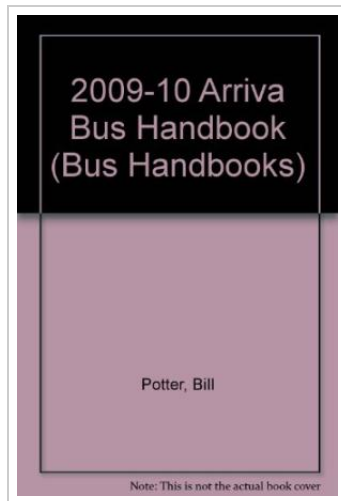 2009-10 Arriva
Bus Handbook
(Bus Handbooks)
Potter, Bill
Note: This is not the actual book cover